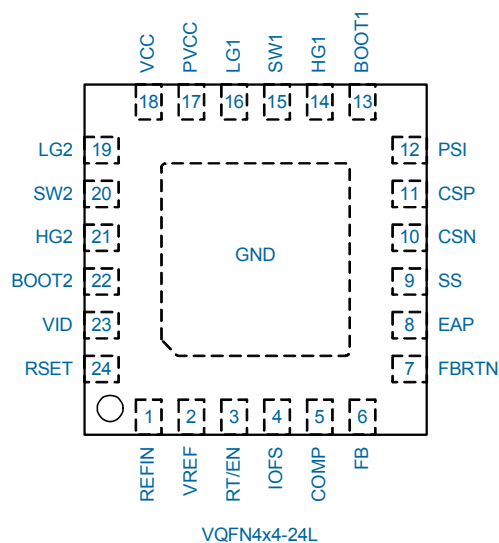 VCC
PVCC
LG1
SW1
HG1
BOOT1
18
17
16
15
14
13
LG2 19
SW2 20
HG2 21
BOOT2 22
VID 23
RSET 24
12 PSI
11 CSP
10 CSN
9 SS
8 EAP
7 FBRTN
GND
1
2
3
4
5
6
REFIN
VREF
RT/EN
IOFS
COMP
FB
VQFN4x4-24L